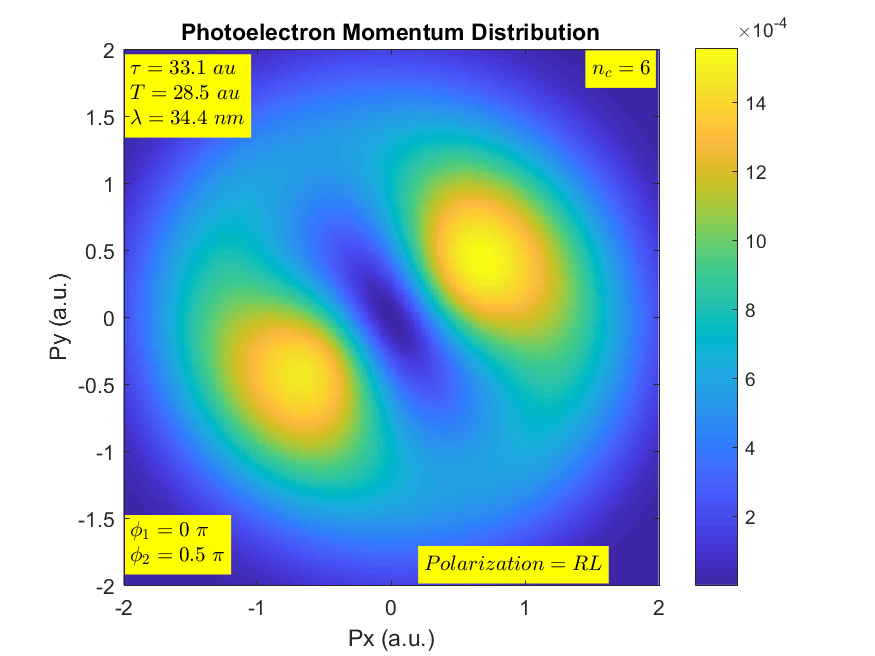 Photoelectron Momentum Distribution
×10⁻⁴
τ = 33.1 au
T = 28.5 au
λ = 34.4 nm
n_c = 6
ϕ₁ = 0 π
ϕ₂ = 0.5 π
Polarization = RL
2
1.5
1
0.5
0
-0.5
-1
-1.5
-2
Py (a.u.)
-2
-1
0
1
2
Px (a.u.)
14
12
10
8
6
4
2